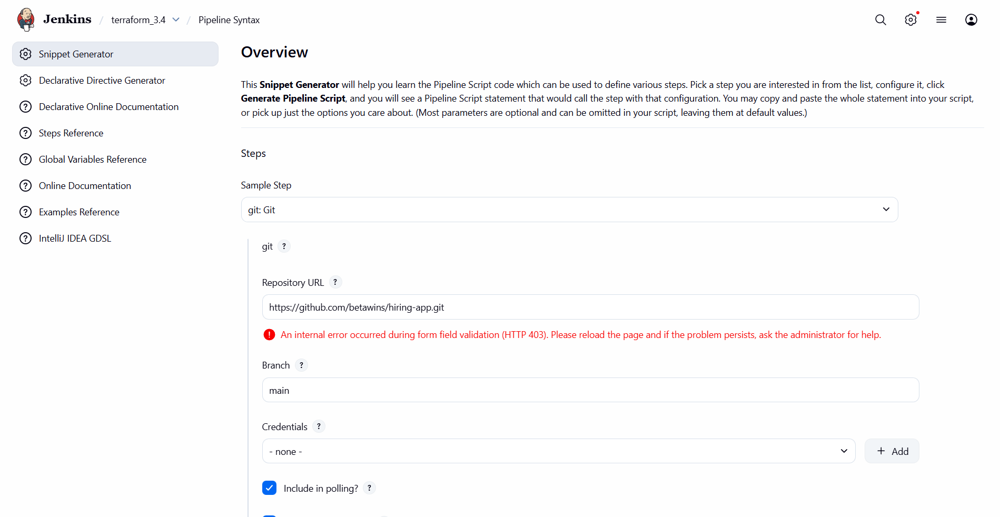 Jenkins / terraform_3.4 / Pipeline Syntax
Snippet Generator
Declarative Directive Generator
Declarative Online Documentation
Steps Reference
Global Variables Reference
Online Documentation
Examples Reference
IntelliJ IDEA GDSL
Overview
This Snippet Generator will help you learn the Pipeline Script code which can be used to define various steps. Pick a step you are interested in from the list, configure it, click
Generate Pipeline Script, and you will see a Pipeline Script statement that would call the step with that configuration. You may copy and paste the whole statement into your script,
or pick up just the options you care about. (Most parameters are optional and can be omitted in your script, leaving them at default values.)
Steps
Sample Step
git: Git
git ?
Repository URL ?
https://github.com/betawins/hiring-app.git
An internal error occurred during form field validation (HTTP 403). Please reload the page and if the problem persists, ask the administrator for help.
Branch ?
main
Credentials ?
- none -
+ Add
Include in polling? ?